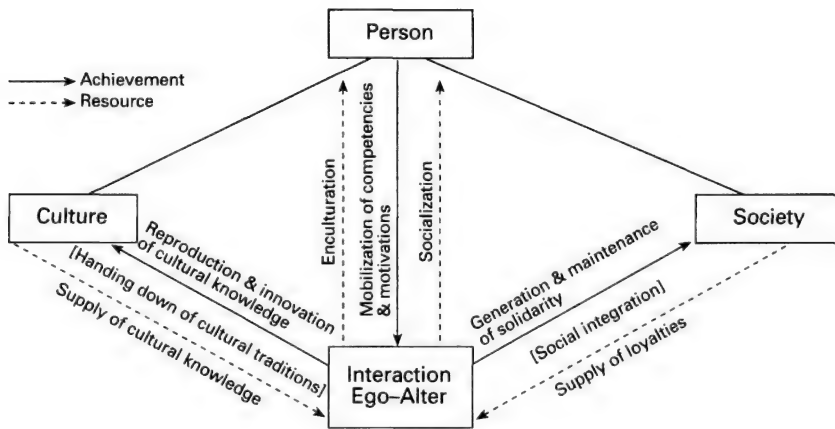 Person
Achievement
Resource
Enculturation
Mobilization of competencies
& motivations
Socialization
Culture
Society
Reproduction & innovation
of cultural knowledge
[Handing down of cultural traditions]
Supply of cultural knowledge
Generation & maintenance
of solidarity
[Social integration]
Supply of loyalties
Interaction
Ego–Alter